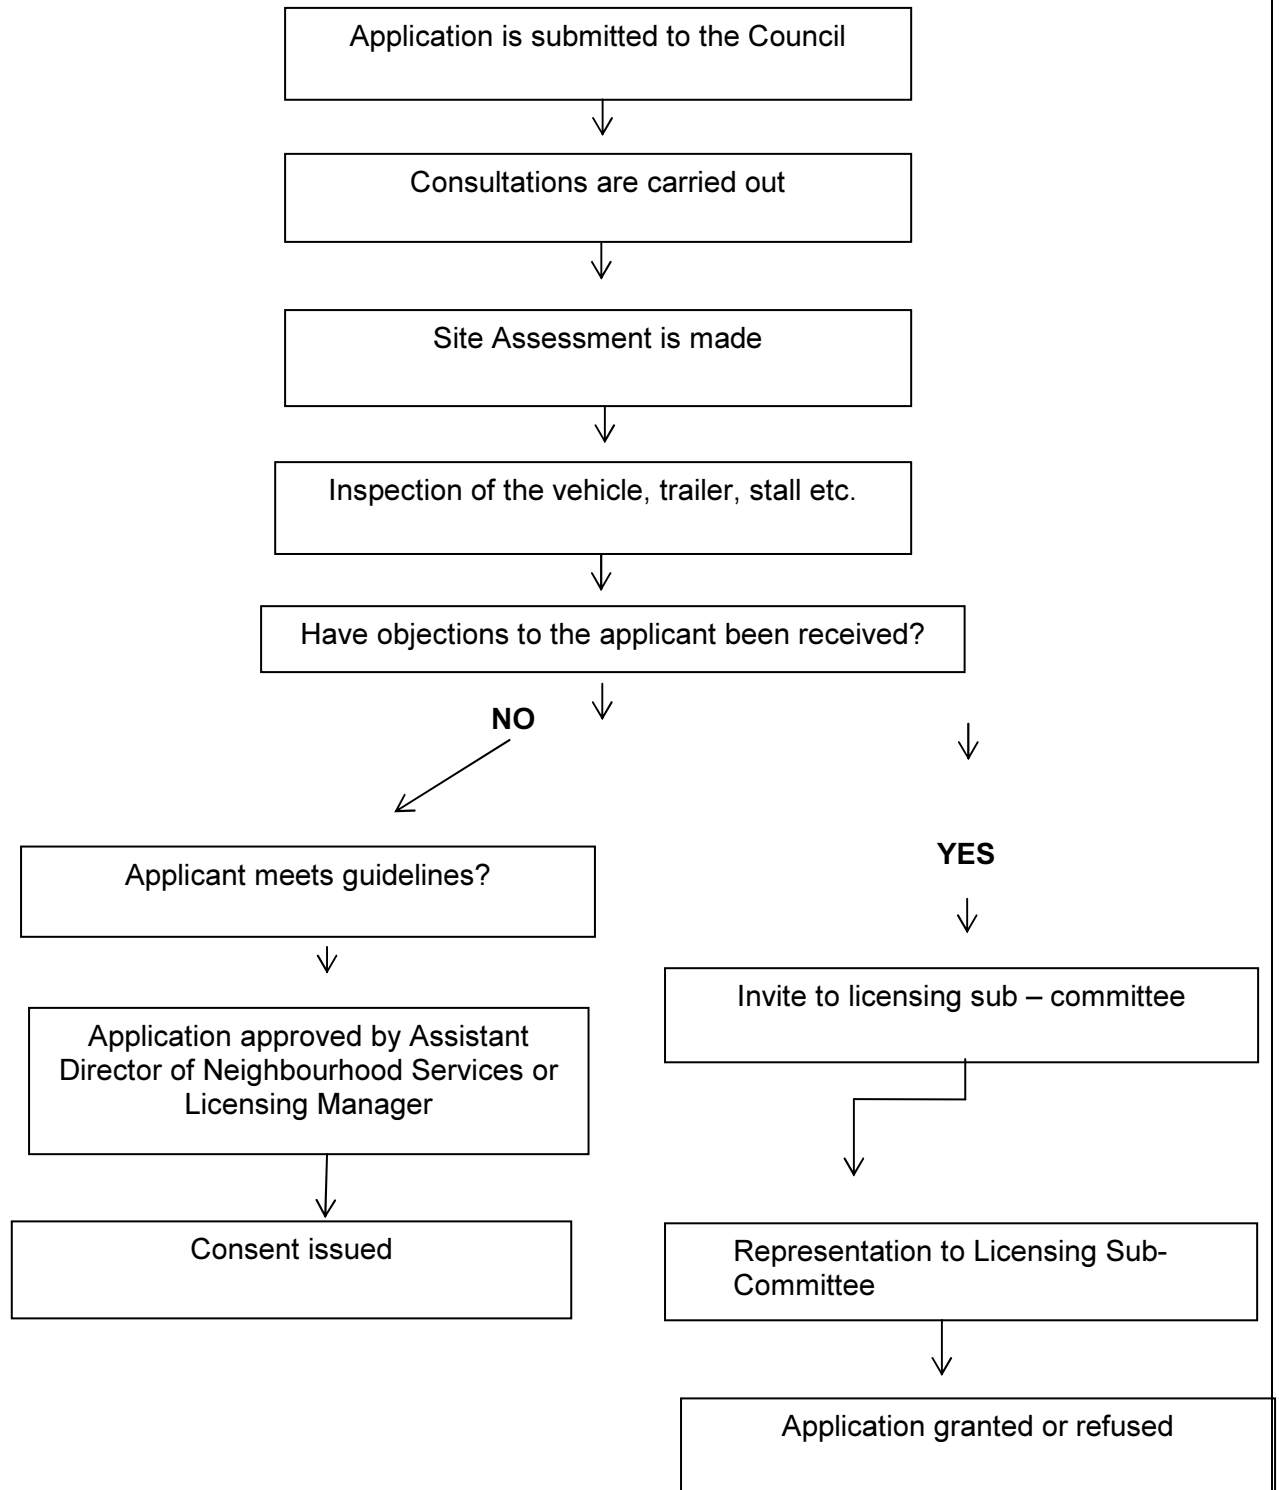 Application is submitted to the Council
Consultations are carried out
Site Assessment is made
Inspection of the vehicle, trailer, stall etc.
Have objections to the applicant been received?
NO
YES
Applicant meets guidelines?
Application approved by Assistant
Director of Neighbourhood Services or
Licensing Manager
Consent issued
Invite to licensing sub – committee
Representation to Licensing Sub-
Committee
Application granted or refused